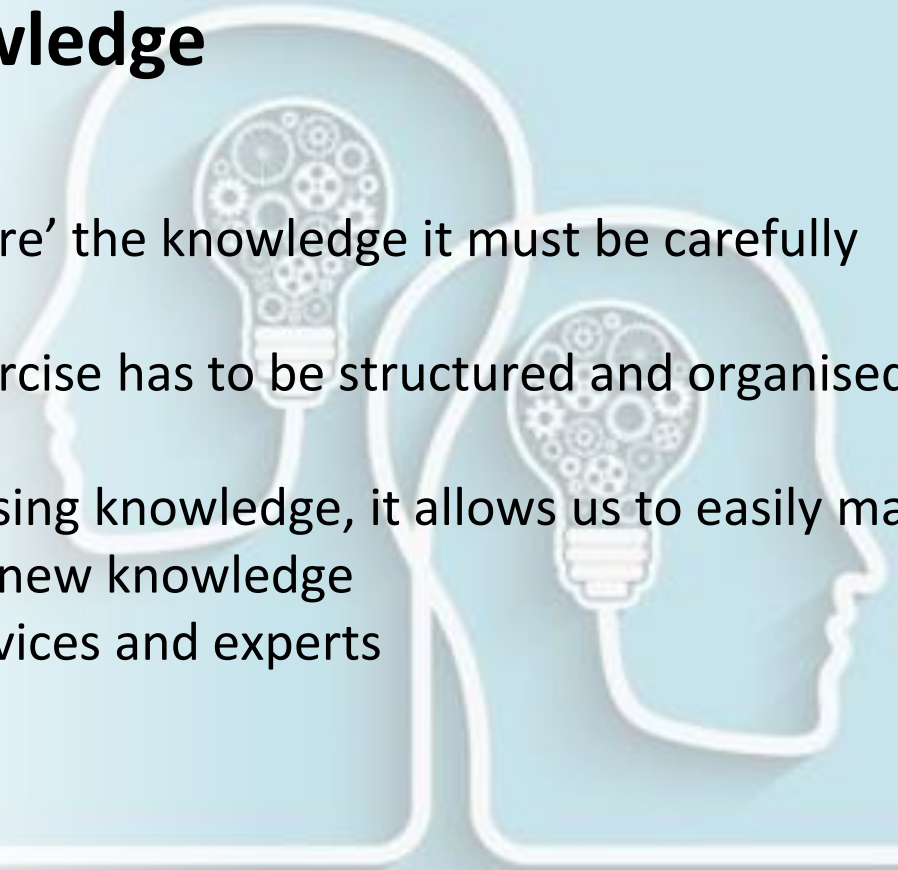 wledge
re’ the knowledge it must be carefully
rcise has to be structured and organised
sing knowledge, it allows us to easily ma
new knowledge
vices and experts